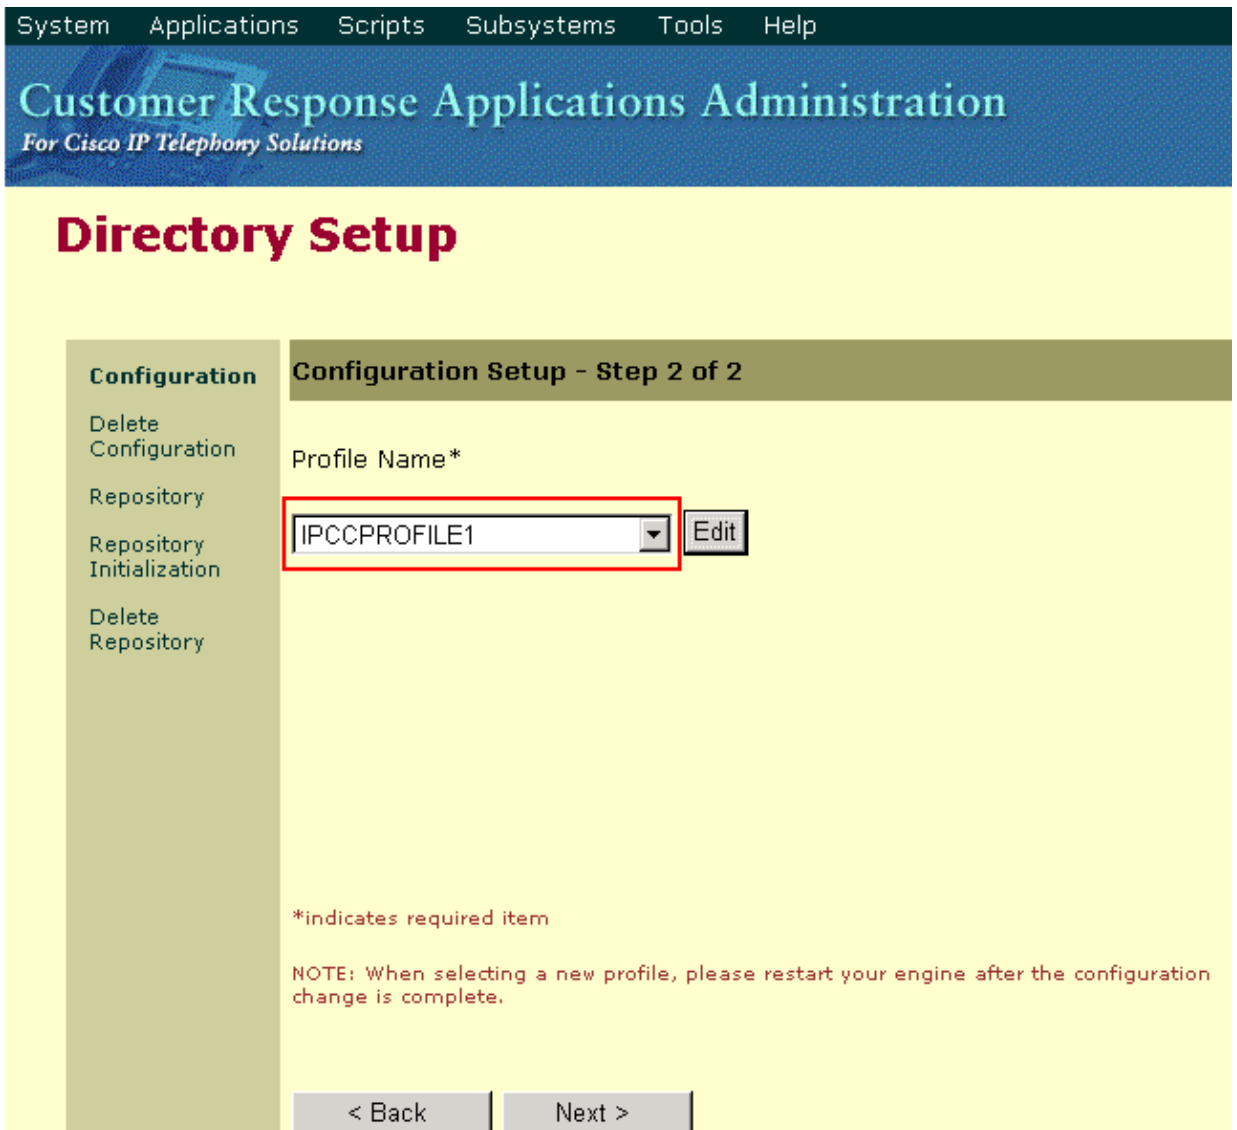 System Applications Scripts Subsystems Tools Help
Customer Response Applications Administration
For Cisco IP Telephony Solutions
Directory Setup
Configuration
Delete
Configuration
Repository
Repository
Initialization
Delete
Repository
Configuration Setup - Step 2 of 2
Profile Name*
IPCCPROFILE1 Edit
*indicates required item
NOTE: When selecting a new profile, please restart your engine after the configuration
change is complete.
< Back Next >